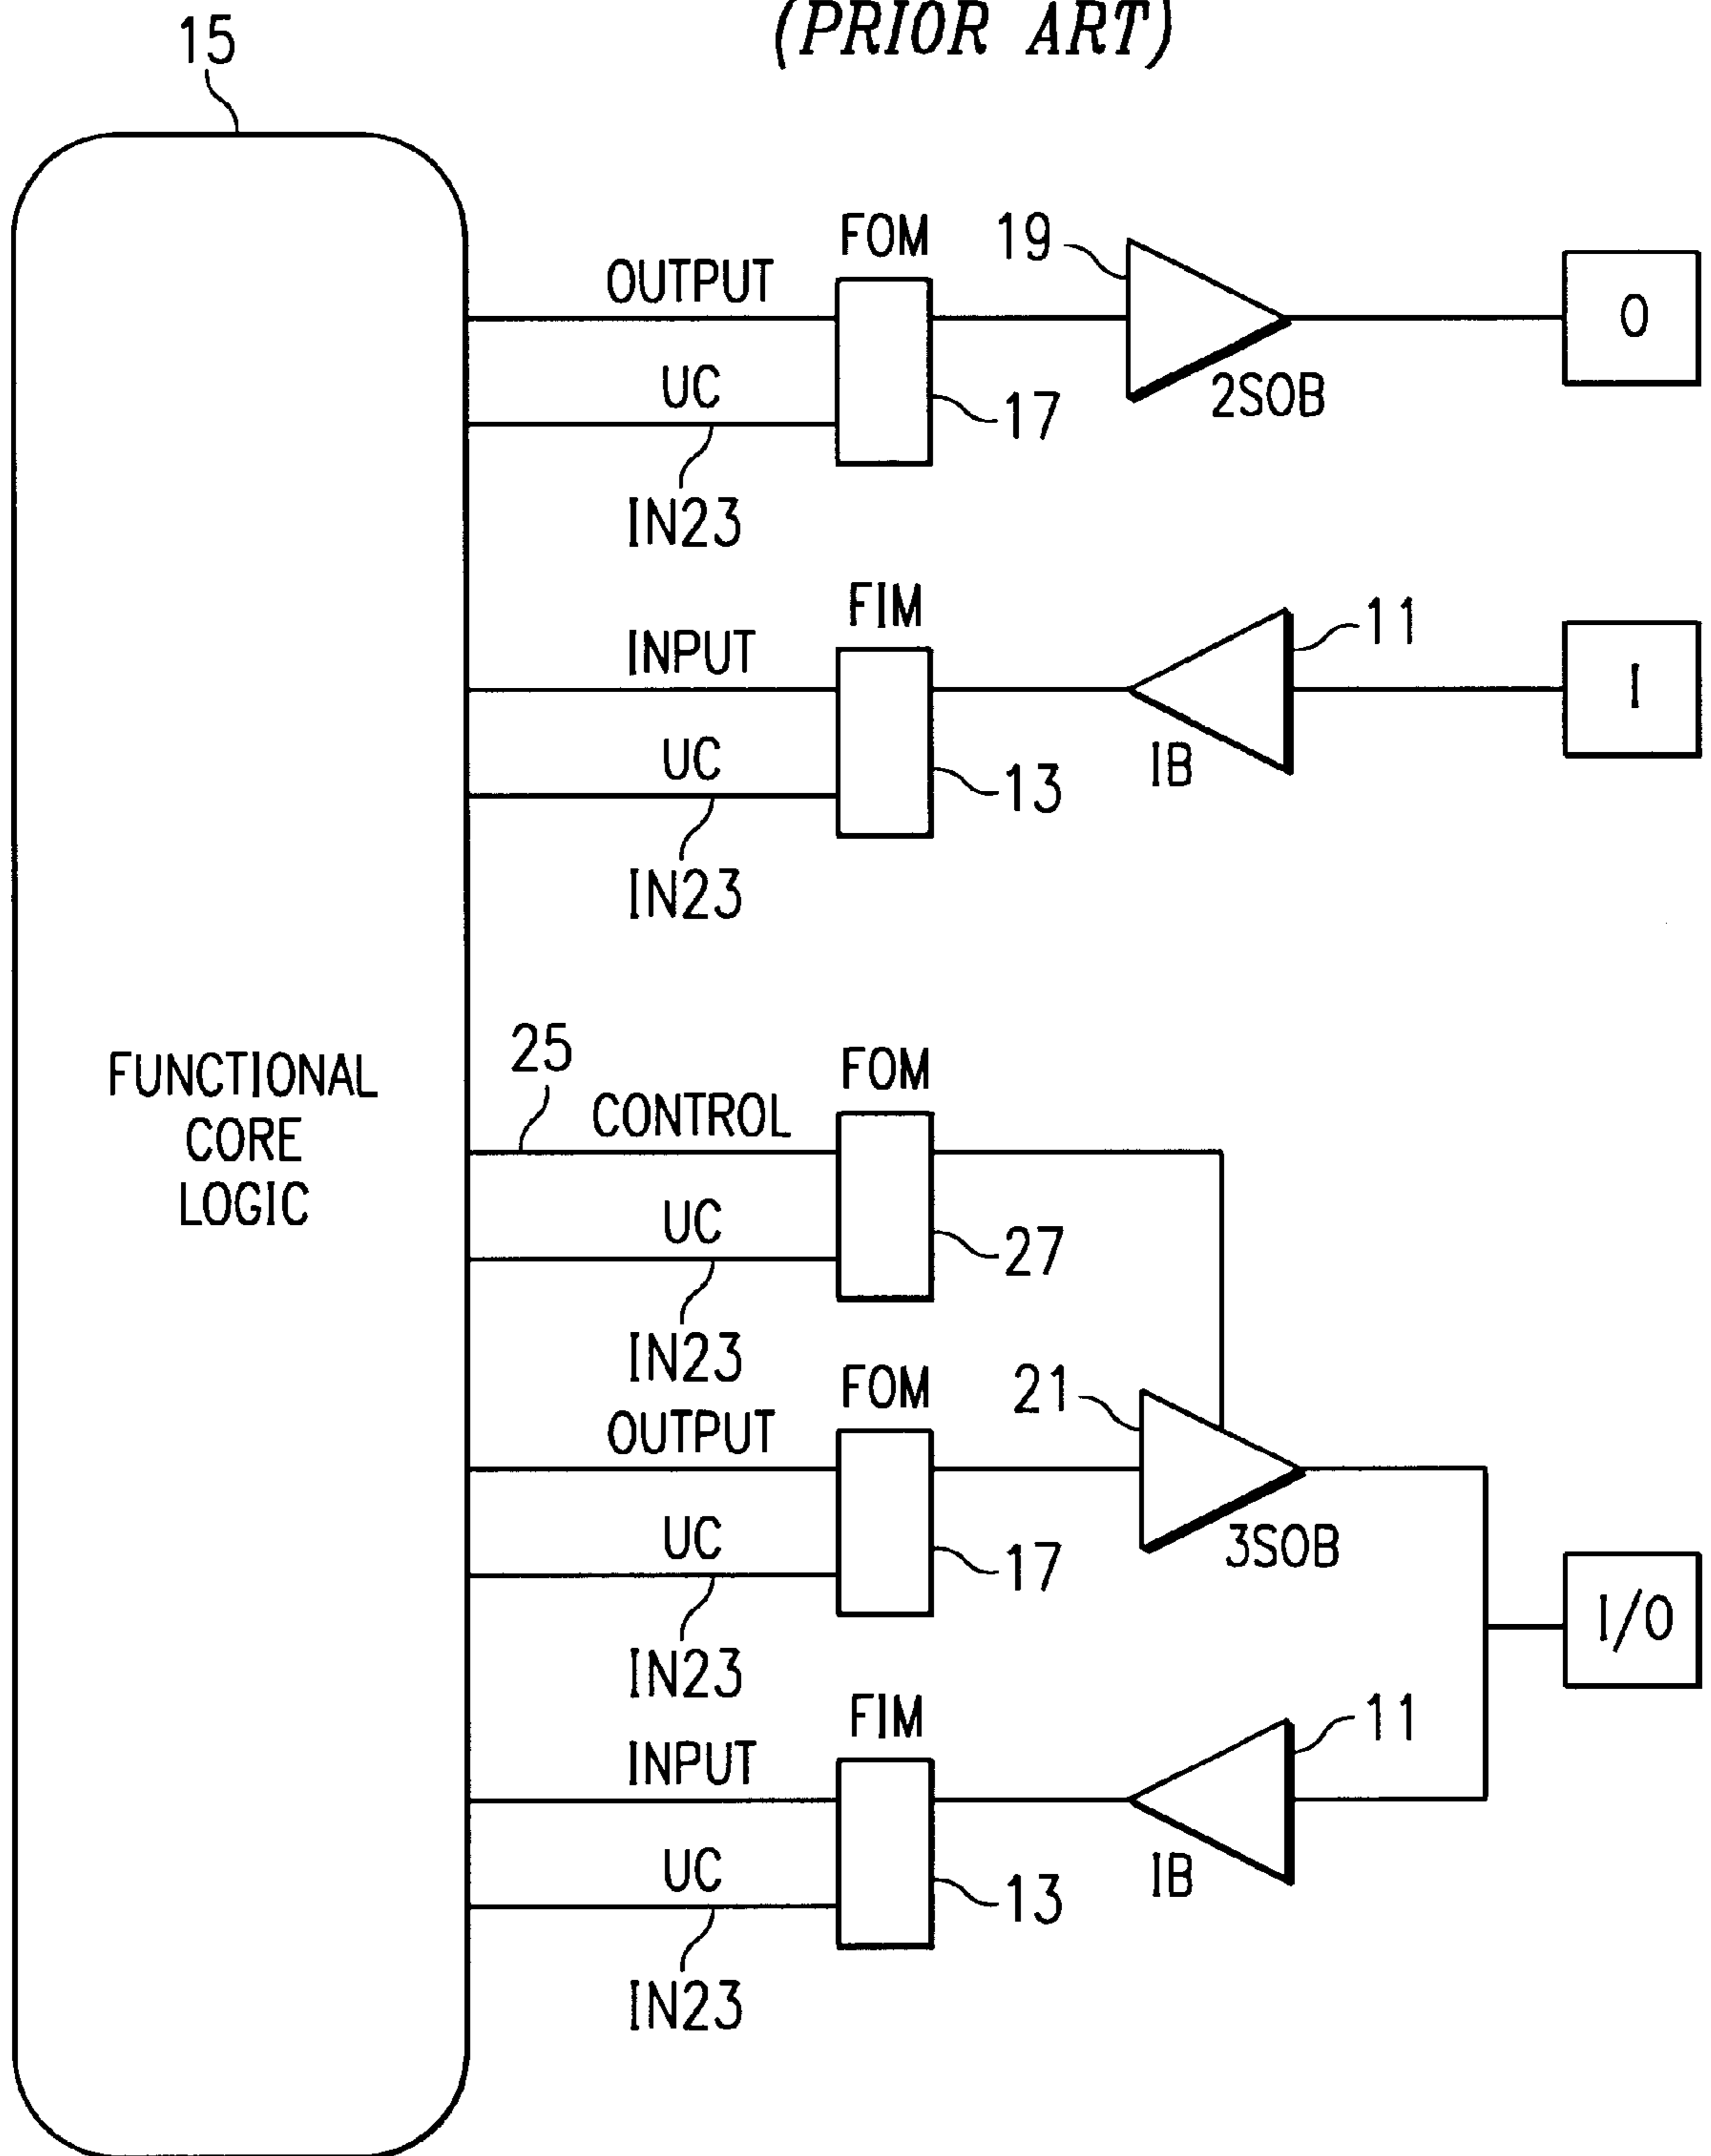 (PRIOR ART)
15
FOM
19
OUTPUT
O
UC
2SOB
17
IN23
FIM
11
INPUT
I
UC
IB
13
IN23
FUNCTIONAL
CORE
LOGIC
25
FOM
CONTROL
UC
27
IN23
FOM
21
OUTPUT
UC
3SOB
17
I/O
IN23
FIM
11
INPUT
UC
IB
13
IN23